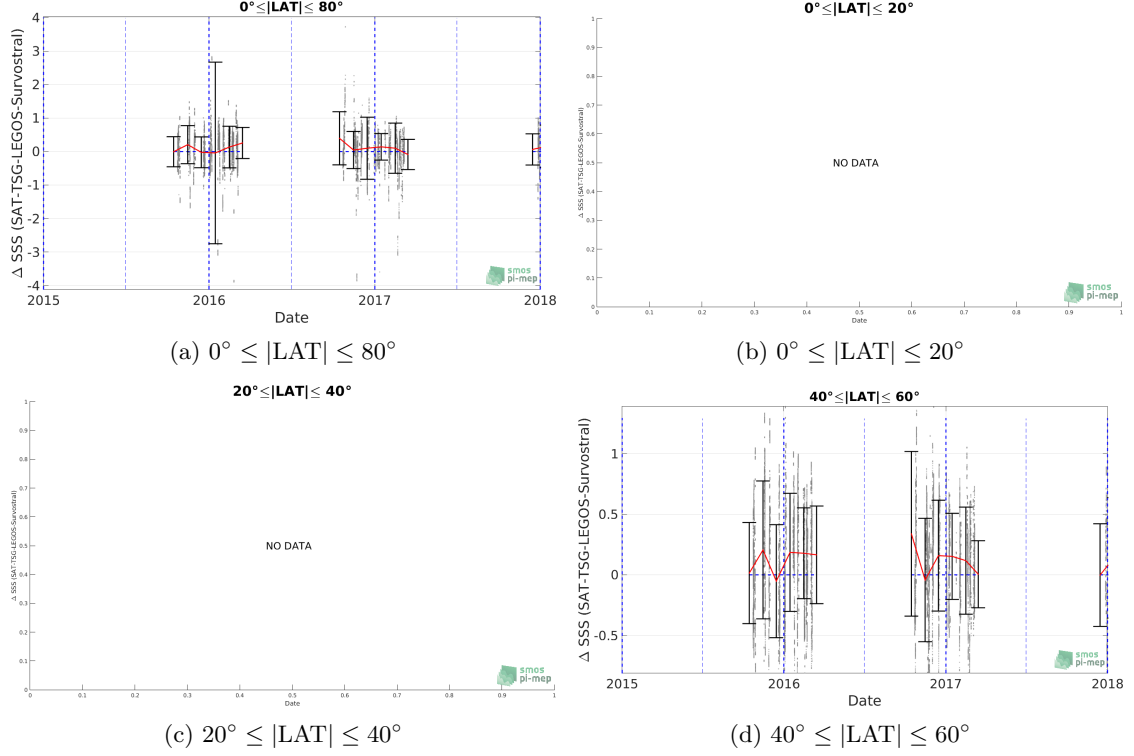 0°≤|LAT|≤ 80°
Δ SSS (SAT-TSG-LEGOS-Survostral)
4
3
2
1
0
-1
-2
-3
-4
2015 2016 2017 2018
Date
smos
pi-mep
(a) 0° ≤ |LAT| ≤ 80°
0°≤|LAT|≤ 20°
Δ SSS (SAT-TSG-LEGOS-Survostral)
1
0.9
0.8
0.7
0.6
0.5
0.4
0.3
0.2
0.1
0
NO DATA
0 0.1 0.2 0.3 0.4 0.5 0.6 0.7 0.8 0.9 1
Date
smos
pi-mep
(b) 0° ≤ |LAT| ≤ 20°
20°≤|LAT|≤ 40°
Δ SSS (SAT-TSG-LEGOS-Survostral)
1
0.9
0.8
0.7
0.6
0.5
0.4
0.3
0.2
0.1
0
NO DATA
0 0.1 0.2 0.3 0.4 0.5 0.6 0.7 0.8 0.9 1
Date
smos
pi-mep
(c) 20° ≤ |LAT| ≤ 40°
40°≤|LAT|≤ 60°
Δ SSS (SAT-TSG-LEGOS-Survostral)
1
0.5
0
-0.5
2015 2016 2017 2018
Date
smos
pi-mep
(d) 40° ≤ |LAT| ≤ 60°